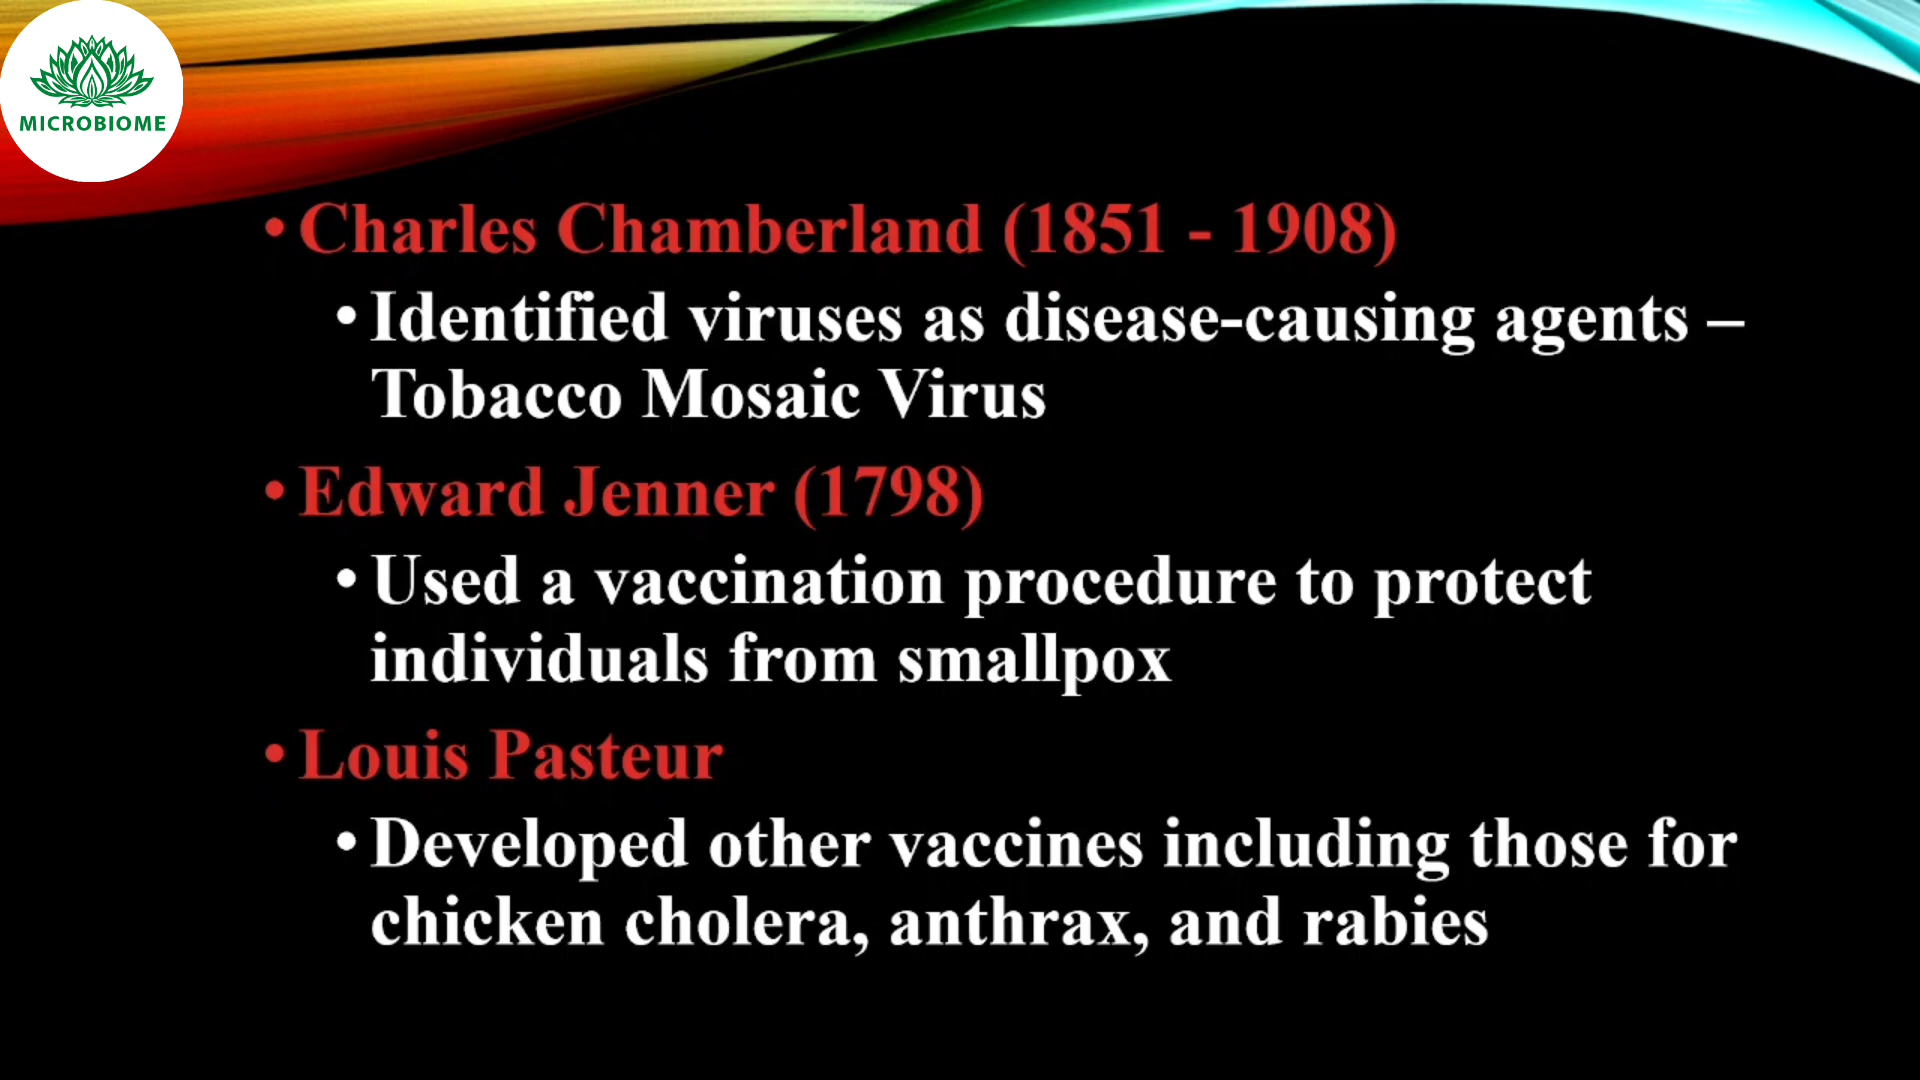 MICROBIOME
• Charles Chamberland (1851 - 1908)
• Identified viruses as disease-causing agents –
Tobacco Mosaic Virus
• Edward Jenner (1798)
• Used a vaccination procedure to protect
individuals from smallpox
• Louis Pasteur
• Developed other vaccines including those for
chicken cholera, anthrax, and rabies